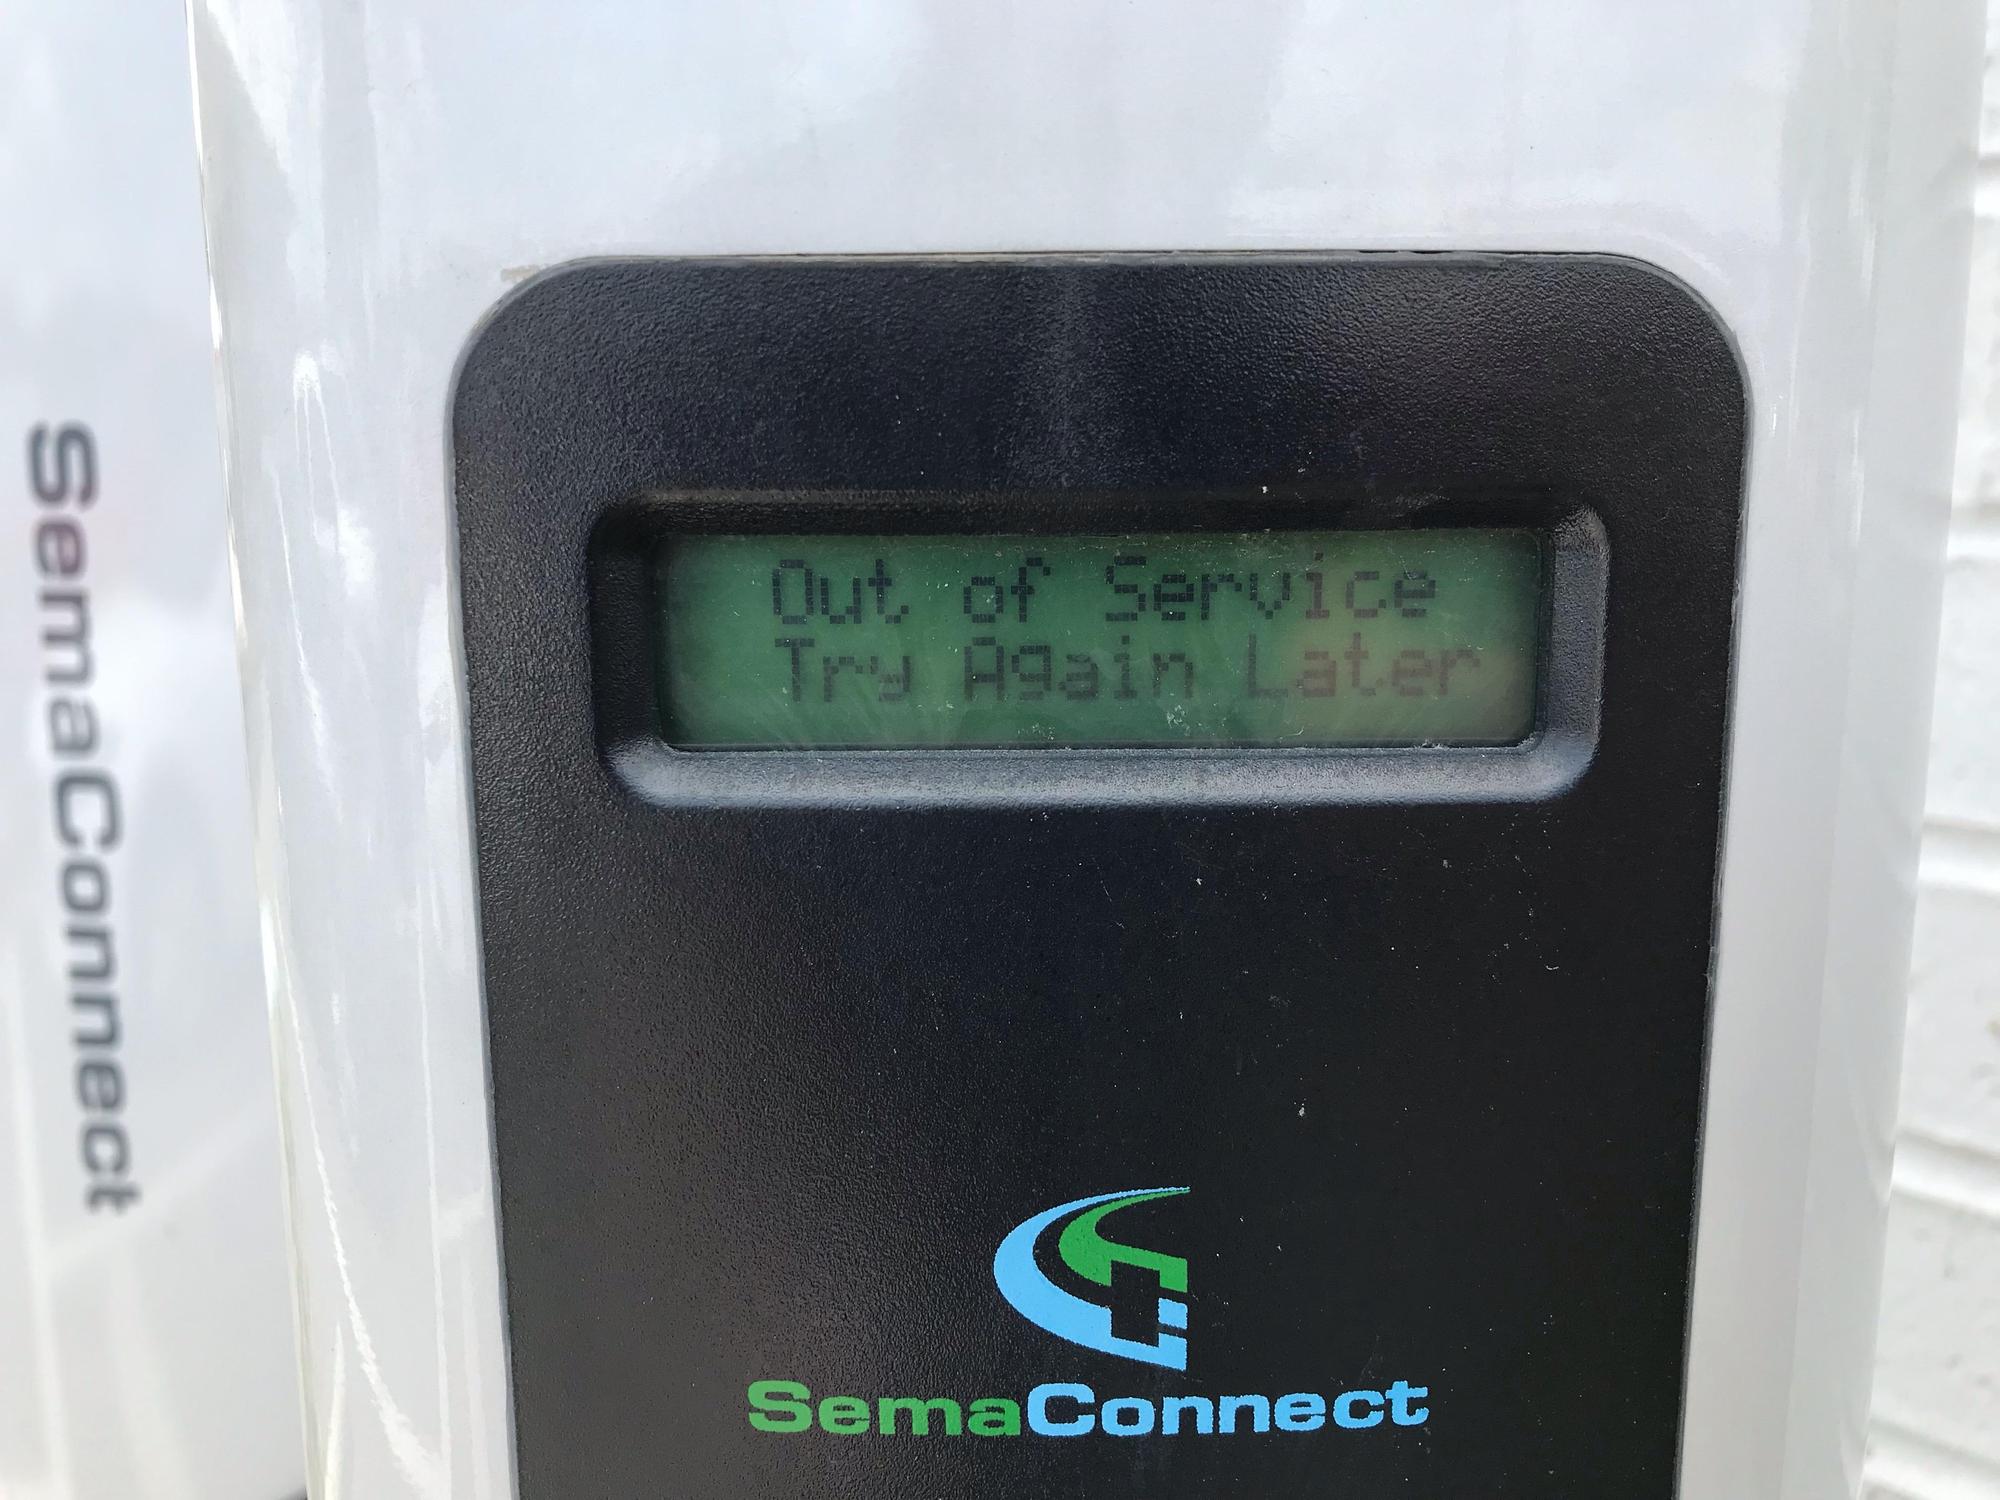 SemaConnect
Out of Service
Try Again Later
SemaConnect